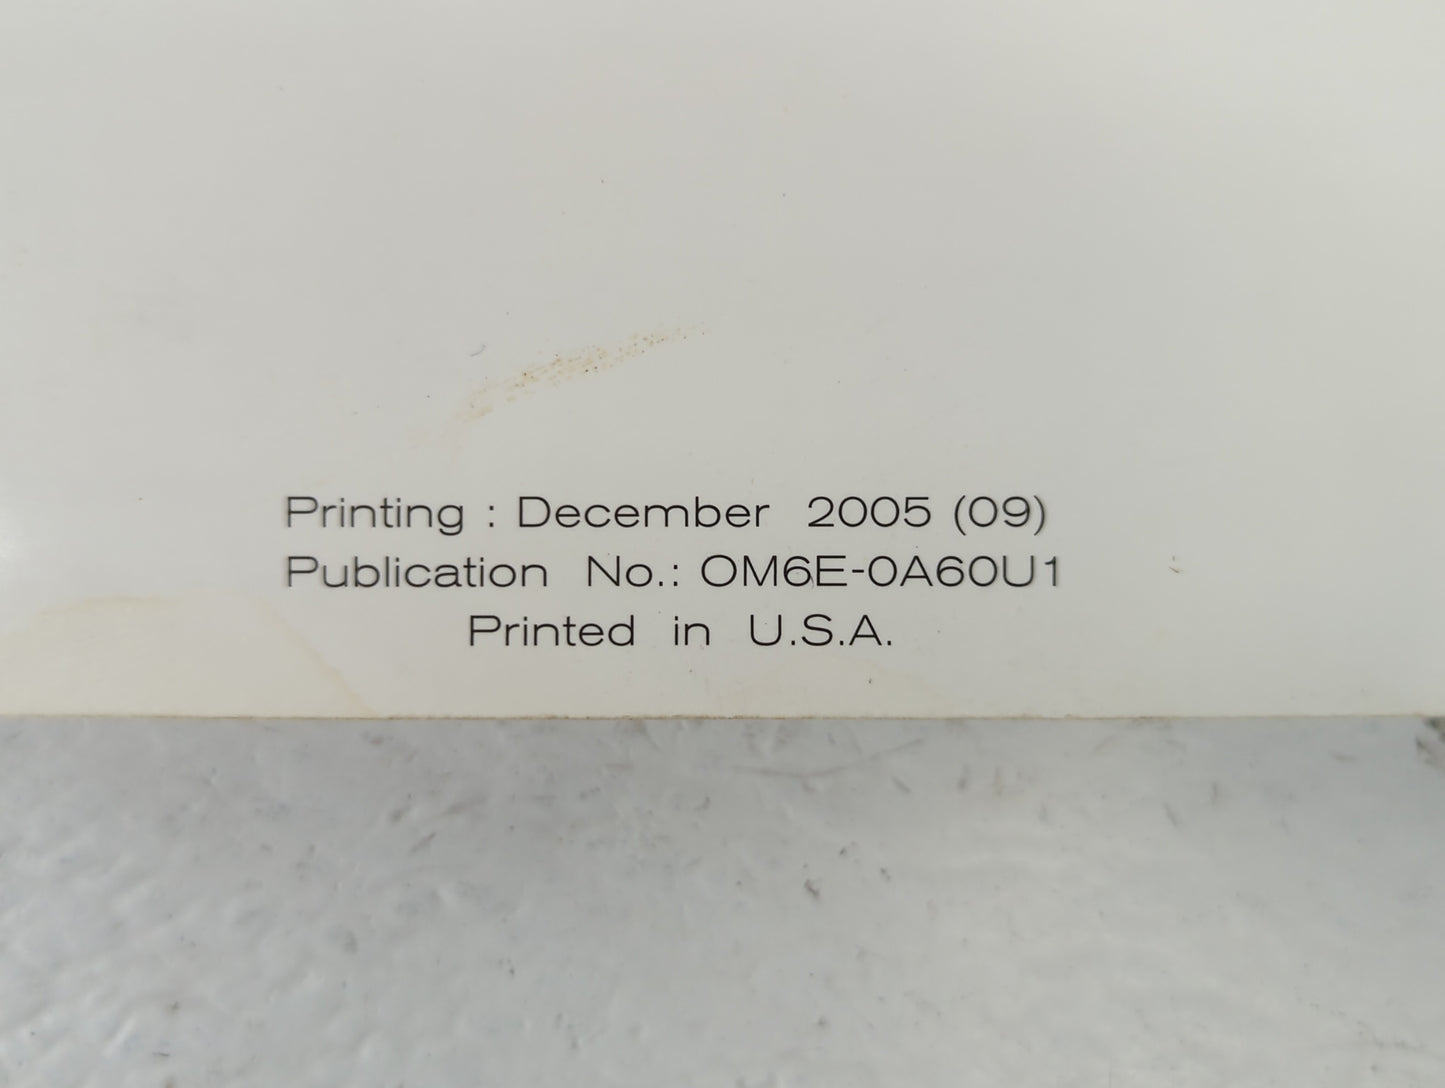 Printing : December 2005 (09)
Publication No.: OM6E-0A60U1
Printed in U.S.A.